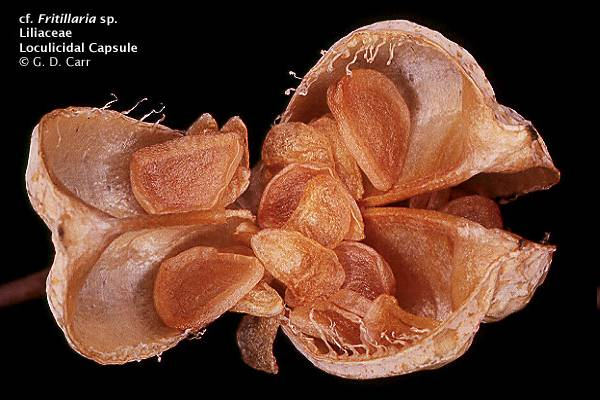 cf. Fritillaria sp.
Liliaceae
Loculicidal Capsule
© G. D. Carr